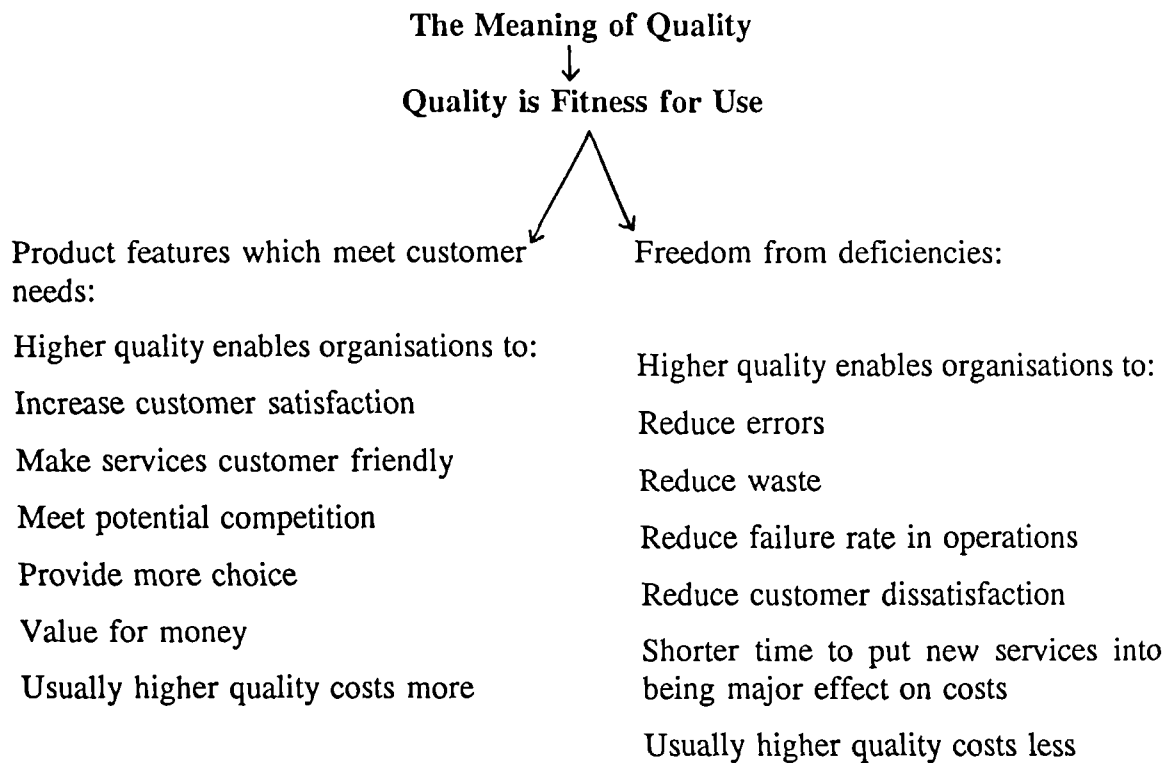 The Meaning of Quality
Quality is Fitness for Use
Product features which meet customer
needs:
Higher quality enables organisations to:
Increase customer satisfaction
Make services customer friendly
Meet potential competition
Provide more choice
Value for money
Usually higher quality costs more
Freedom from deficiencies:
Higher quality enables organisations to:
Reduce errors
Reduce waste
Reduce failure rate in operations
Reduce customer dissatisfaction
Shorter time to put new services into
being major effect on costs
Usually higher quality costs less